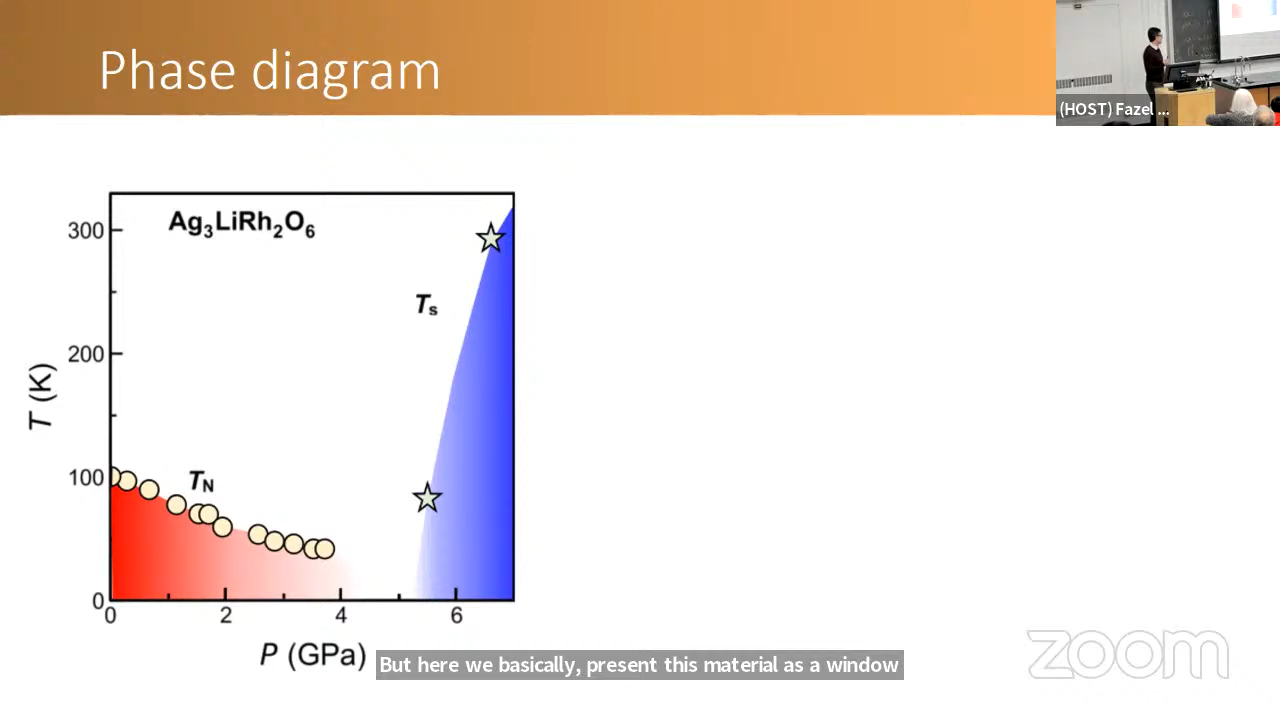 Phase diagram
(HOST) Fazel ...
Ag3LiRh2O6
300
200
100
0
T (K)
Ts
TN
0 2 4 6
P (GPa)
But here we basically, present this material as a window
zoom